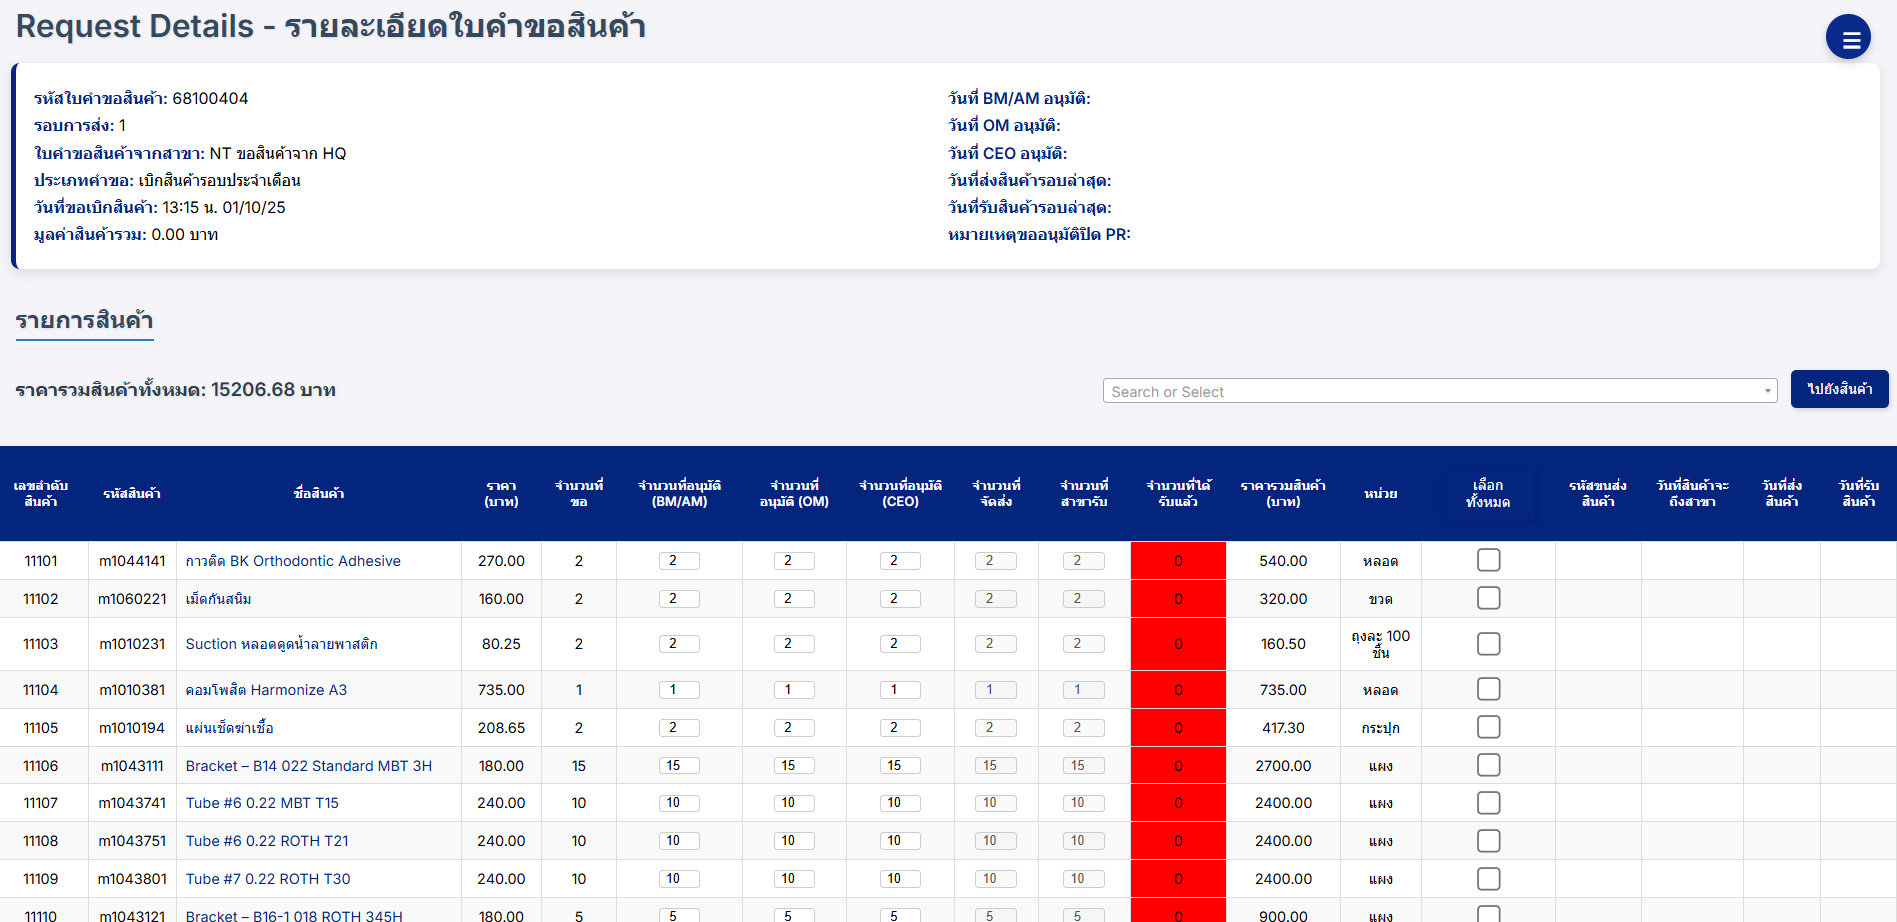 Request Details - รายละเอียดใบคำขอสินค้า
รหัสใบคำขอสินค้า: 68100404
รอบการส่ง: 1
ใบคำขอสินค้าจากสาขา: NT ขอสินค้าจาก HQ
ประเภทคำขอ: เบิกสินค้ารอบประจำเดือน
วันที่ขอเบิกสินค้า: 13:15 น. 01/10/25
มูลค่าสินค้ารวม: 0.00 บาท
วันที่ BM/AM อนุมัติ:
วันที่ OM อนุมัติ:
วันที่ CEO อนุมัติ:
วันที่ส่งสินค้ารอบล่าสุด:
วันที่รับสินค้ารอบล่าสุด:
หมายเหตุขออนุมัติปิด PR:
รายการสินค้า
ราคารวมสินค้าทั้งหมด: 15206.68 บาท
Search or Select
ไปยังสินค้า
เลขลำดับสินค้า รหัสสินค้า ชื่อสินค้า ราคา (บาท) จำนวนที่ขอ จำนวนที่อนุมัติ (BM/AM) จำนวนที่อนุมัติ (OM) จำนวนที่อนุมัติ (CEO) จำนวนที่จัดส่ง จำนวนที่สาขารับ จำนวนที่ได้รับแล้ว ราคารวมสินค้า (บาท) หน่วย เลือกทั้งหมด รหัสขนส่งสินค้า วันที่สินค้าจะถึงสาขา วันที่ส่งสินค้า วันที่รับสินค้า
11101 m1044141 กาวติด BK Orthodontic Adhesive 270.00 2 2 2 2 2 2 0 540.00 หลอด
11102 m1060221 เม็ดกันสนิม 160.00 2 2 2 2 2 2 0 320.00 ขวด
11103 m1010231 Suction หลอดดูดน้ำลายพาสติก 80.25 2 2 2 2 2 2 0 160.50 ถุงละ 100 ชิ้น
11104 m1010381 คอมโพสิต Harmonize A3 735.00 1 1 1 1 1 1 0 735.00 หลอด
11105 m1010194 แผ่นเช็ดฆ่าเชื้อ 208.65 2 2 2 2 2 2 0 417.30 กระปุก
11106 m1043111 Bracket – B14 022 Standard MBT 3H 180.00 15 15 15 15 15 15 0 2700.00 แผง
11107 m1043741 Tube #6 0.22 MBT T15 240.00 10 10 10 10 10 10 0 2400.00 แผง
11108 m1043751 Tube #6 0.22 ROTH T21 240.00 10 10 10 10 10 10 0 2400.00 แผง
11109 m1043801 Tube #7 0.22 ROTH T30 240.00 10 10 10 10 10 10 0 2400.00 แผง
11110 m1043121 Bracket – B16-1 018 ROTH 345H 180.00 5 5 5 5 5 5 0 900.00 แผง